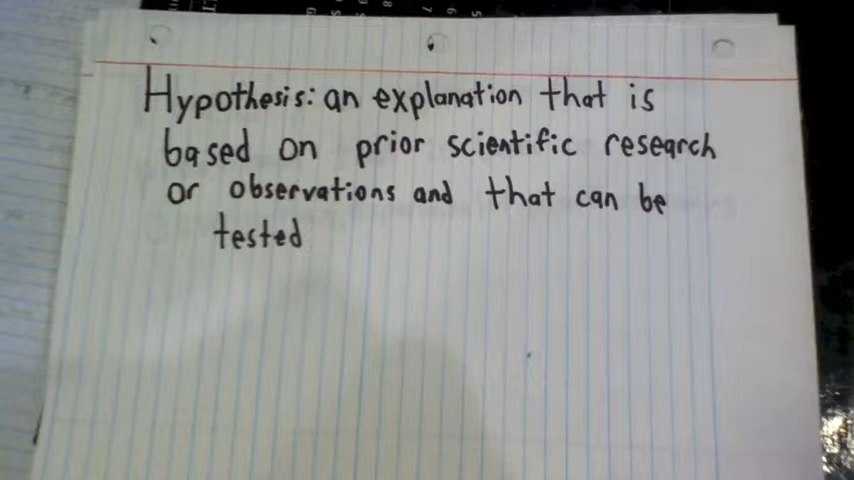 Hypothesis: an explanation that is
based on prior scientific research
or observations and that can be
tested